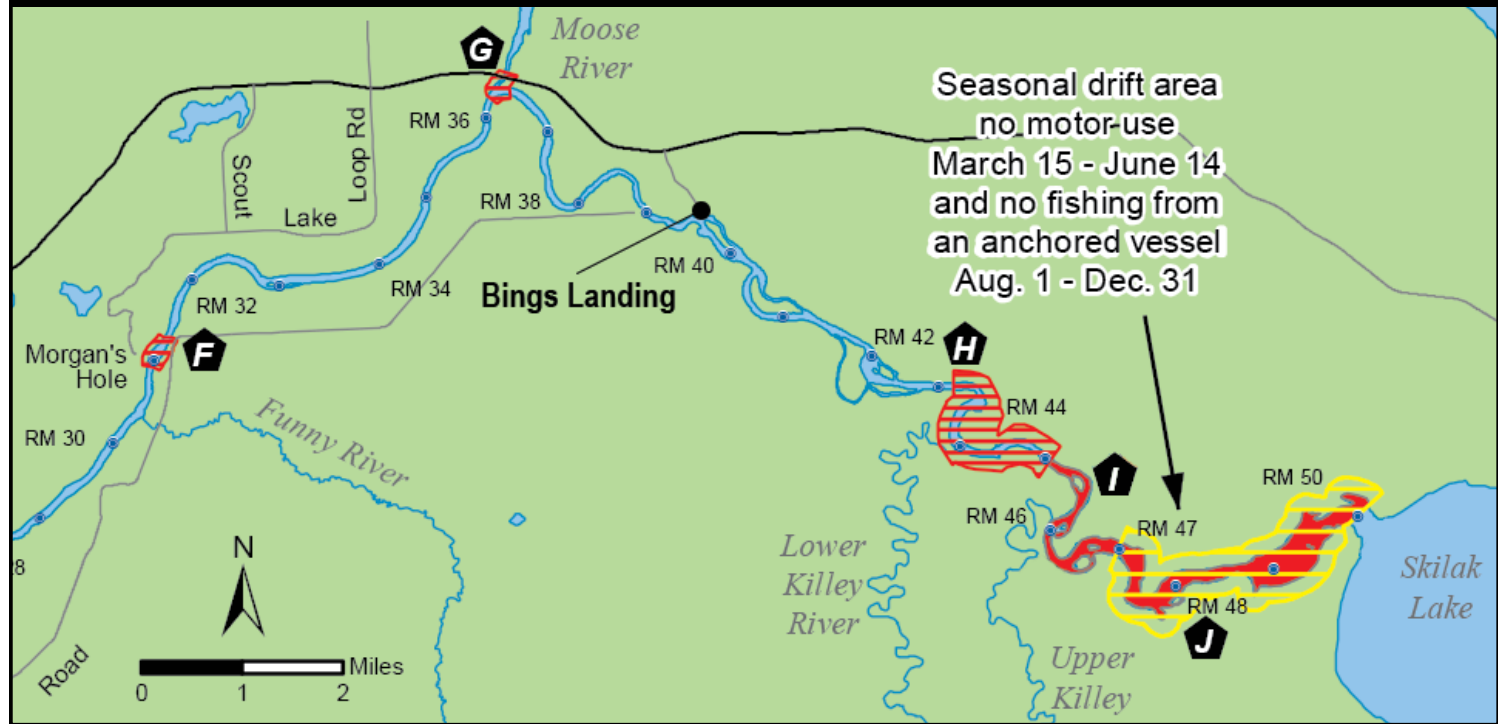 G
Moose
River
Seasonal drift area
no motor use
March 15 - June 14
and no fishing from
an anchored vessel
Aug. 1 - Dec. 31
RM 36
Scout
Lake
Loop Rd
RM 38
RM 40
Bings Landing
RM 34
RM 32
F
Morgan's
Hole
RM 42
H
RM 44
Funny River
RM 30
I
RM 50
RM 46
RM 47
N
Lower
Killey
River
Skilak
Lake
8
RM 48
J
Upper
Killey
Road
Miles
0 1 2